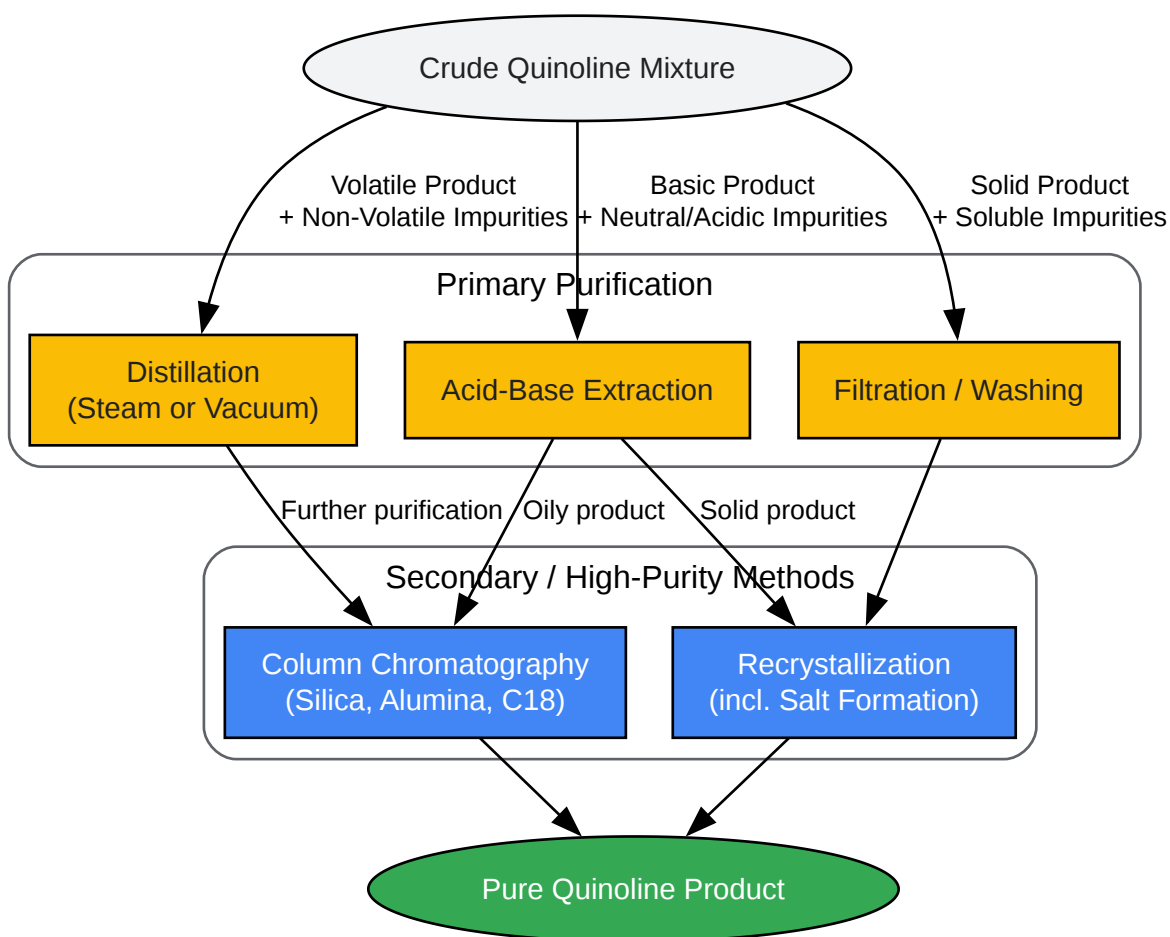 Crude Quinoline Mixture
Volatile Product
+ Non-Volatile Impurities
Basic Product
+ Neutral/Acidic Impurities
Solid Product
+ Soluble Impurities
Primary Purification
Distillation
(Steam or Vacuum)
Acid-Base Extraction
Filtration / Washing
Further purification
Oily product
Solid product
Secondary / High-Purity Methods
Column Chromatography
(Silica, Alumina, C18)
Recrystallization
(incl. Salt Formation)
Pure Quinoline Product